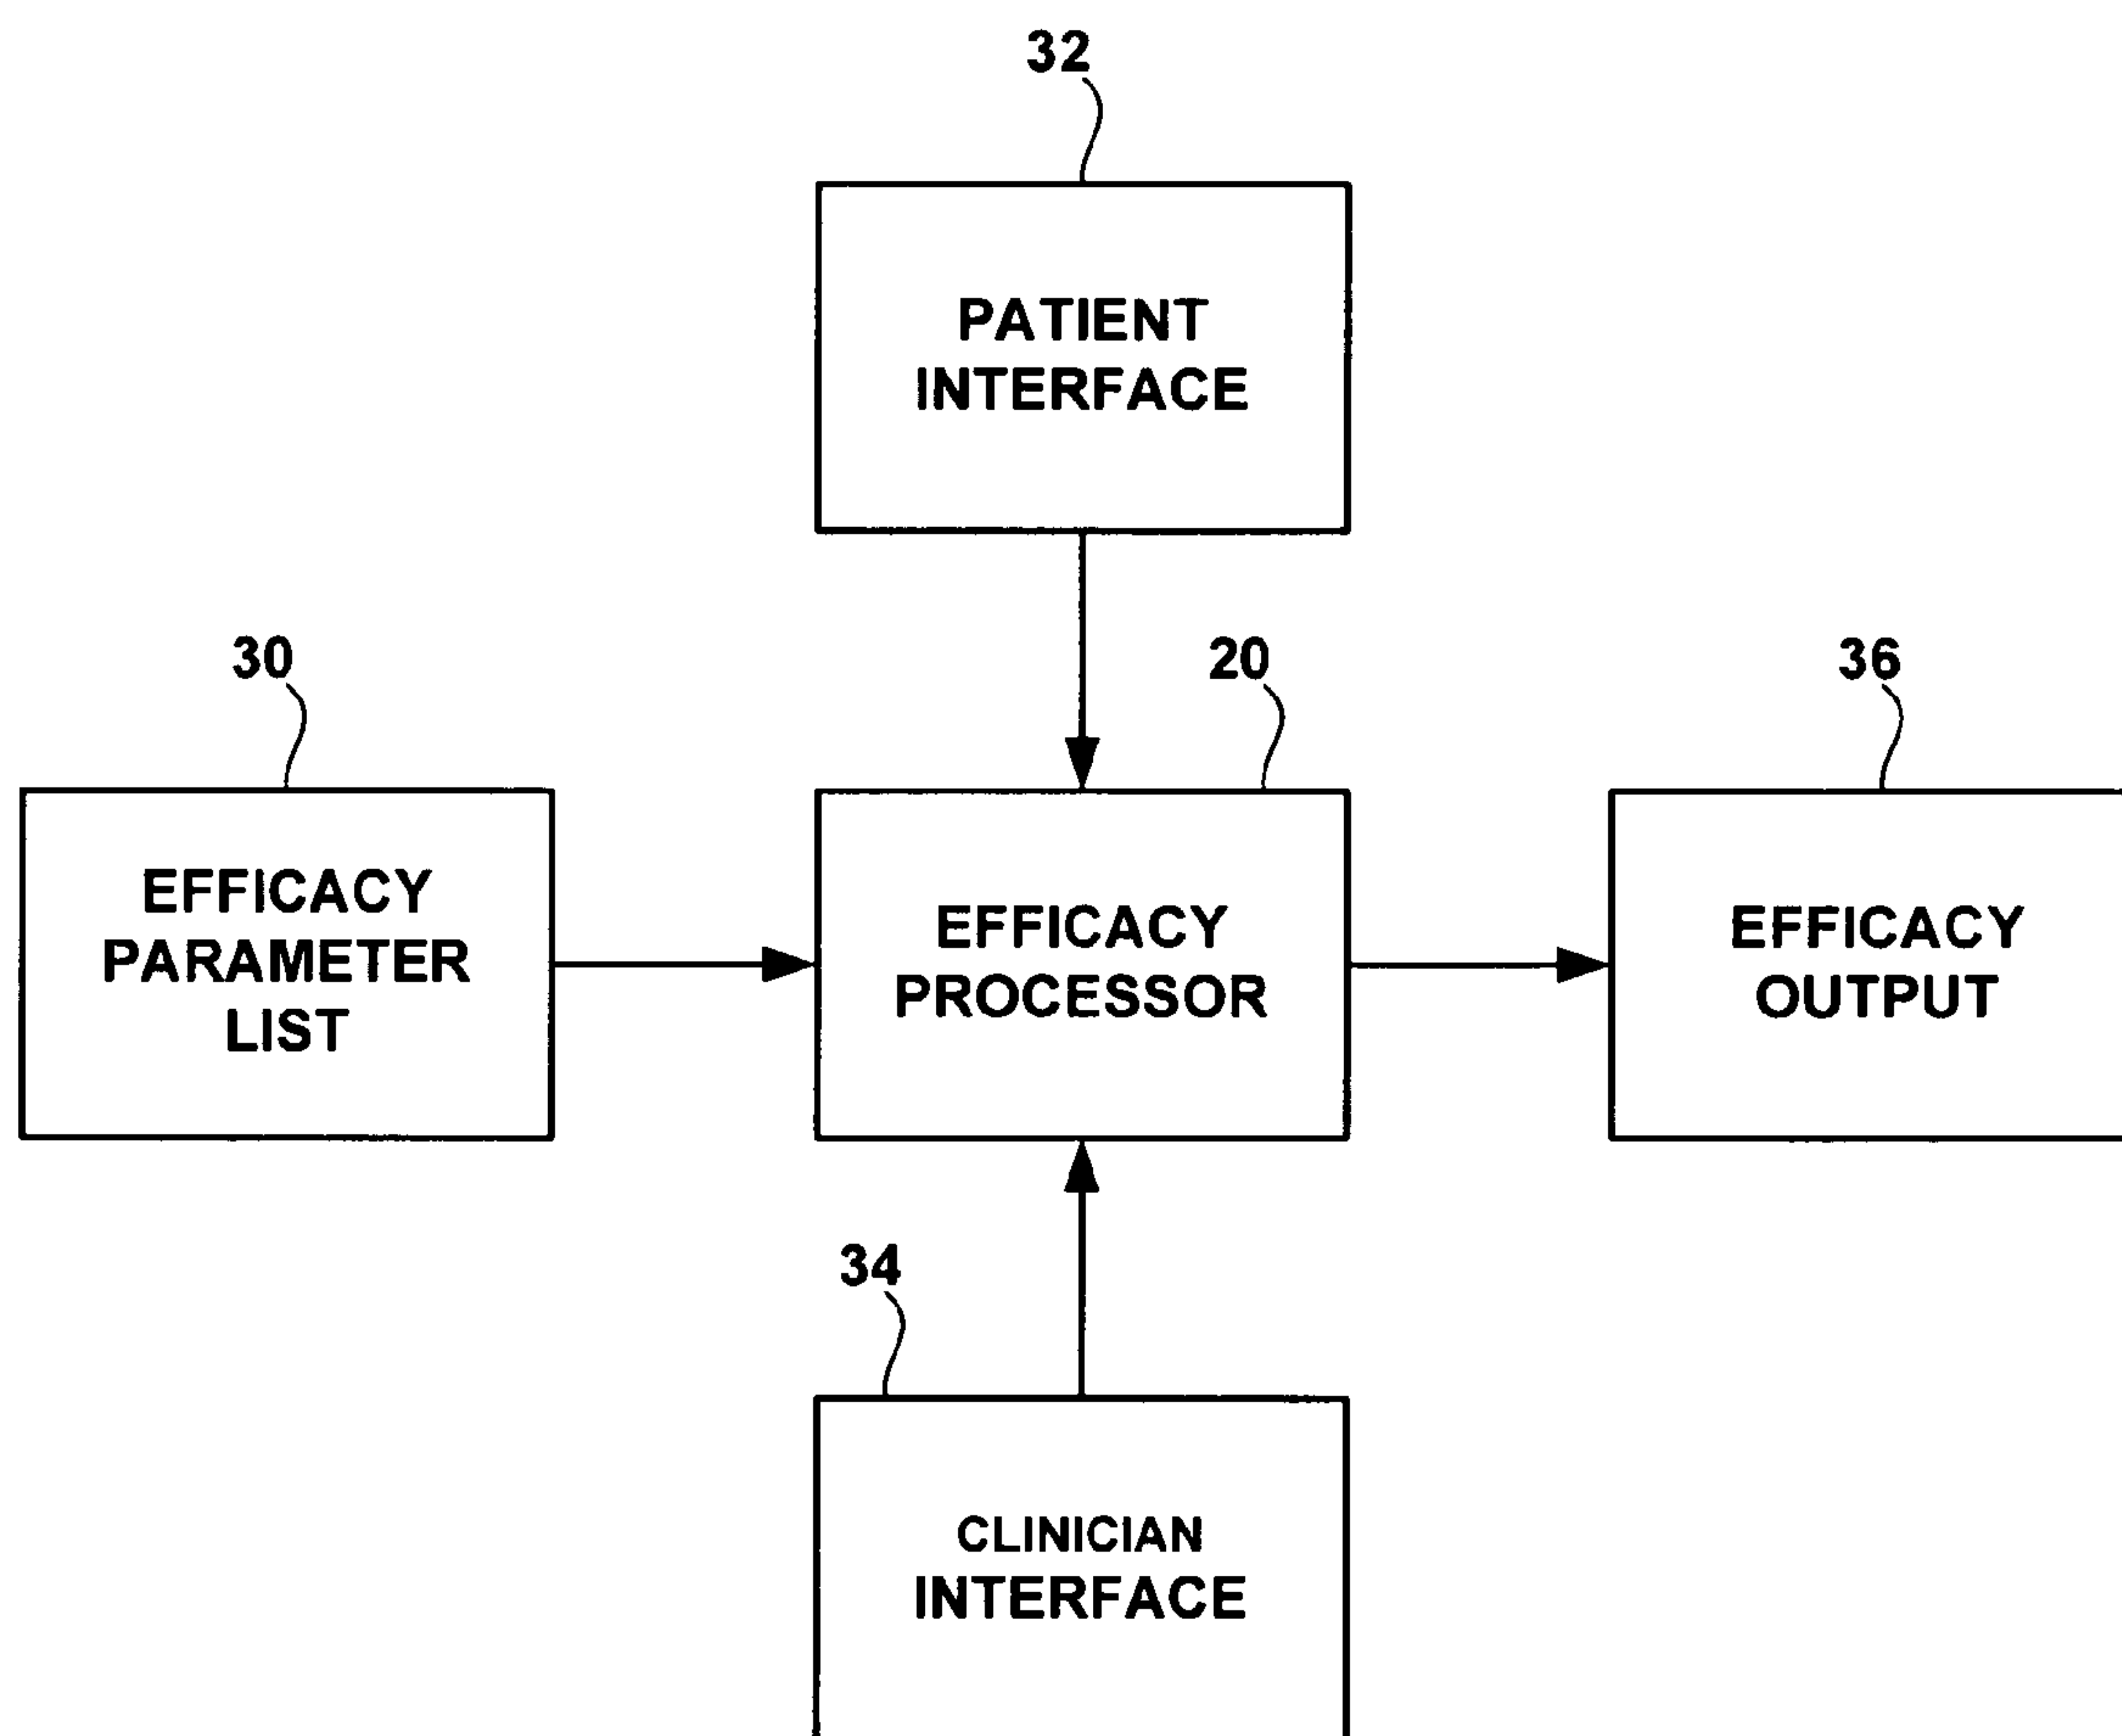 32
PATIENT
INTERFACE
30
EFFICACY
PARAMETER
LIST
20
EFFICACY
PROCESSOR
36
EFFICACY
OUTPUT
34
CLINICIAN
INTERFACE